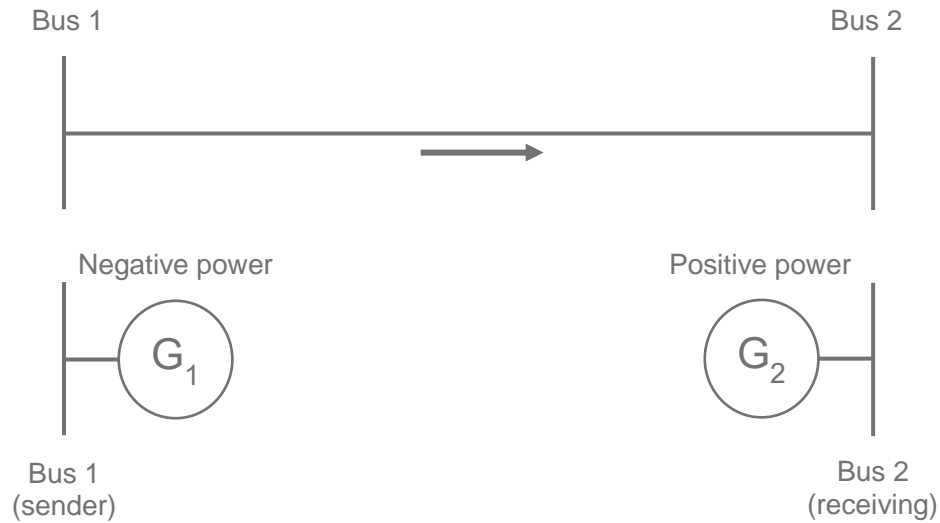 Bus 1
Bus 2
Negative power
Positive power
G1
G2
Bus 1
(sender)
Bus 2
(receiving)